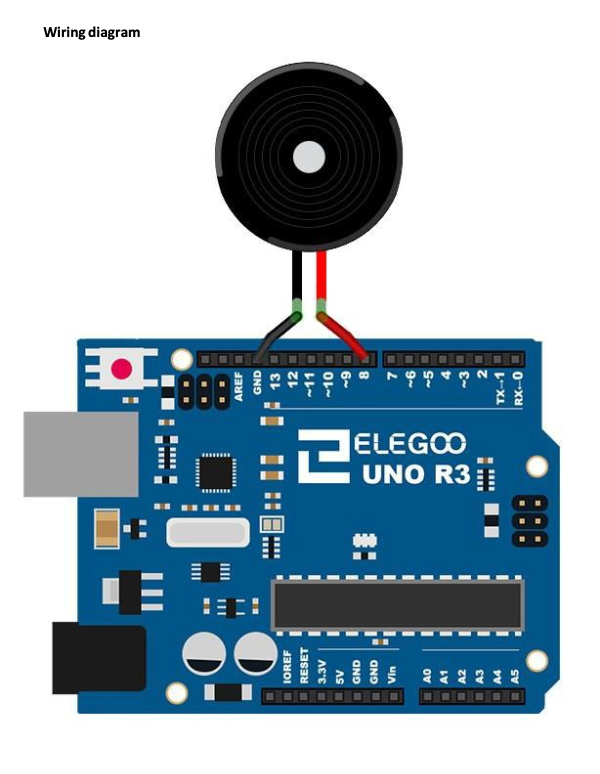 Wiring diagram
AREF
GND
13
12
~11
~10
~9
8
7
~6
~5
4
~3
2
TX→1
RX←0
ELEGOO
UNO R3
IOREF
RESET
3.3V
5V
GND
GND
Vin
A0
A1
A2
A3
A4
A5